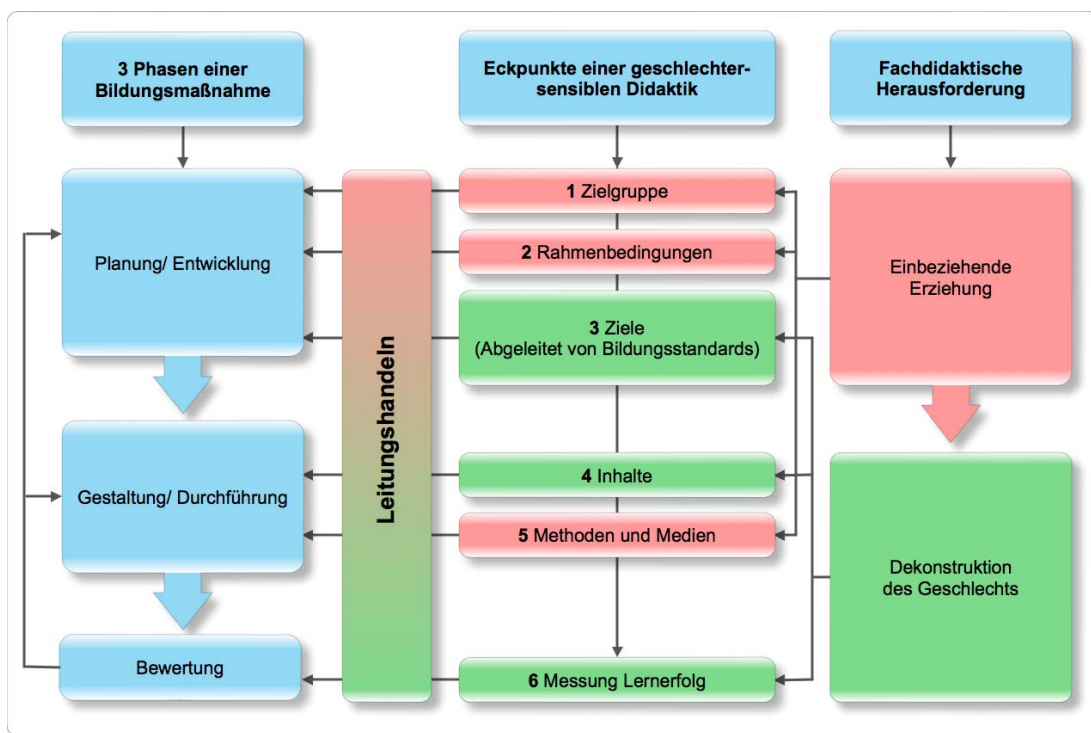 3 Phasen einer
Bildungsmaßnahme
Eckpunkte einer geschlechter-
sensiblen Didaktik
Fachdidaktische
Herausforderung
Planung/ Entwicklung
Gestaltung/ Durchführung
Bewertung
Leitungshandeln
1 Zielgruppe
2 Rahmenbedingungen
3 Ziele
(Abgeleitet von Bildungsstandards)
4 Inhalte
5 Methoden und Medien
6 Messung Lernerfolg
Einbeziehende
Erziehung
Dekonstruktion
des Geschlechts